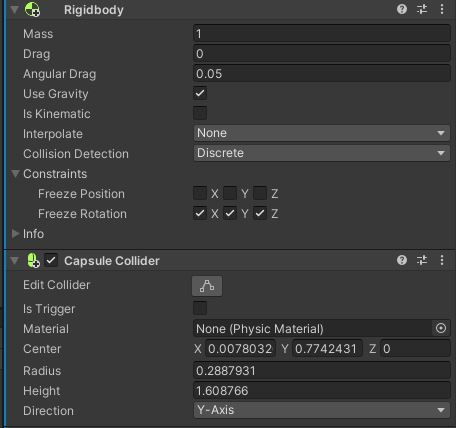 Rigidbody
Mass 1
Drag 0
Angular Drag 0.05
Use Gravity
Is Kinematic
Interpolate None
Collision Detection Discrete
Constraints
Freeze Position X Y Z
Freeze Rotation X Y Z
Info
Capsule Collider
Edit Collider
Is Trigger
Material None (Physic Material)
Center X 0.0078032 Y 0.7742431 Z 0
Radius 0.2887931
Height 1.608766
Direction Y-Axis